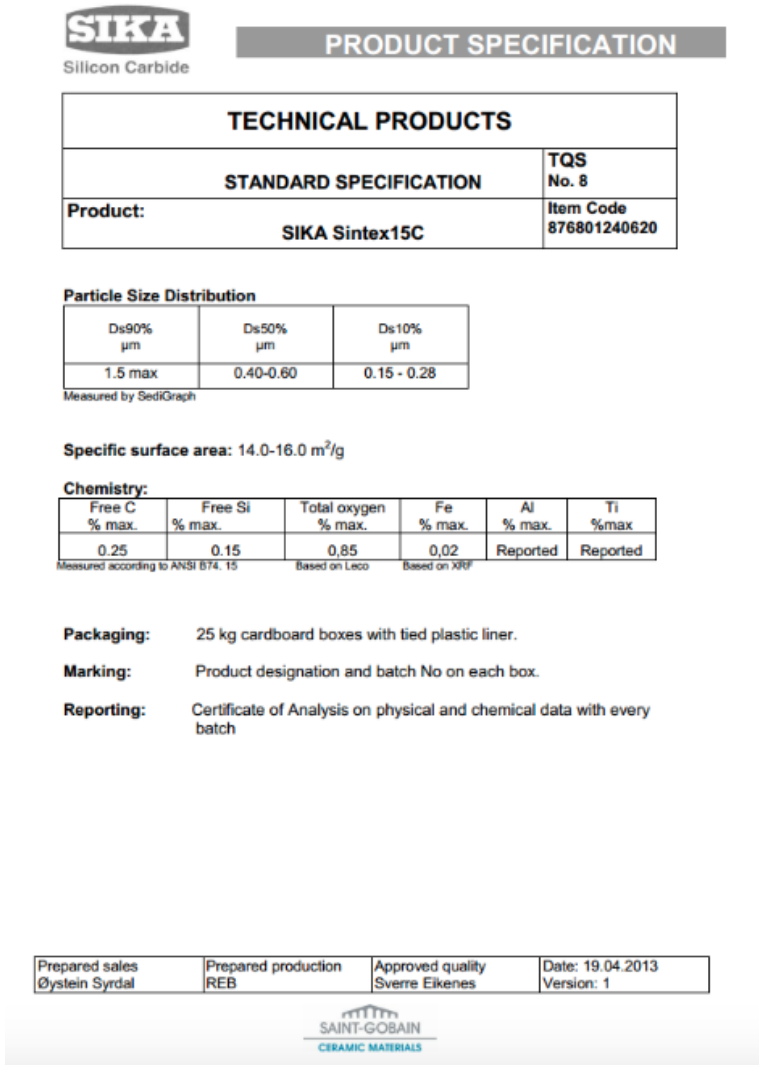 SIKA
Silicon Carbide
PRODUCT SPECIFICATION
TECHNICAL PRODUCTS
STANDARD SPECIFICATION
TQS
No. 8
Product:
SIKA Sintex15C
Item Code
876801240620
Particle Size Distribution
Ds90% Ds50% Ds10%
µm µm µm
1.5 max 0.40-0.60 0.15 - 0.28
Measured by SediGraph
Specific surface area: 14.0-16.0 m²/g
Chemistry:
Free C Free Si Total oxygen Fe Al Ti
% max. % max. % max. % max. % max. %max
0.25 0.15 0,85 0,02 Reported Reported
Measured according to ANSI B74. 15 Based on Leco Based on XRF
Packaging: 25 kg cardboard boxes with tied plastic liner.
Marking: Product designation and batch No on each box.
Reporting: Certificate of Analysis on physical and chemical data with every
batch
Prepared sales Prepared production Approved quality Date: 19.04.2013
Øystein Syrdal REB Sverre Eikenes Version: 1
SAINT-GOBAIN
CERAMIC MATERIALS